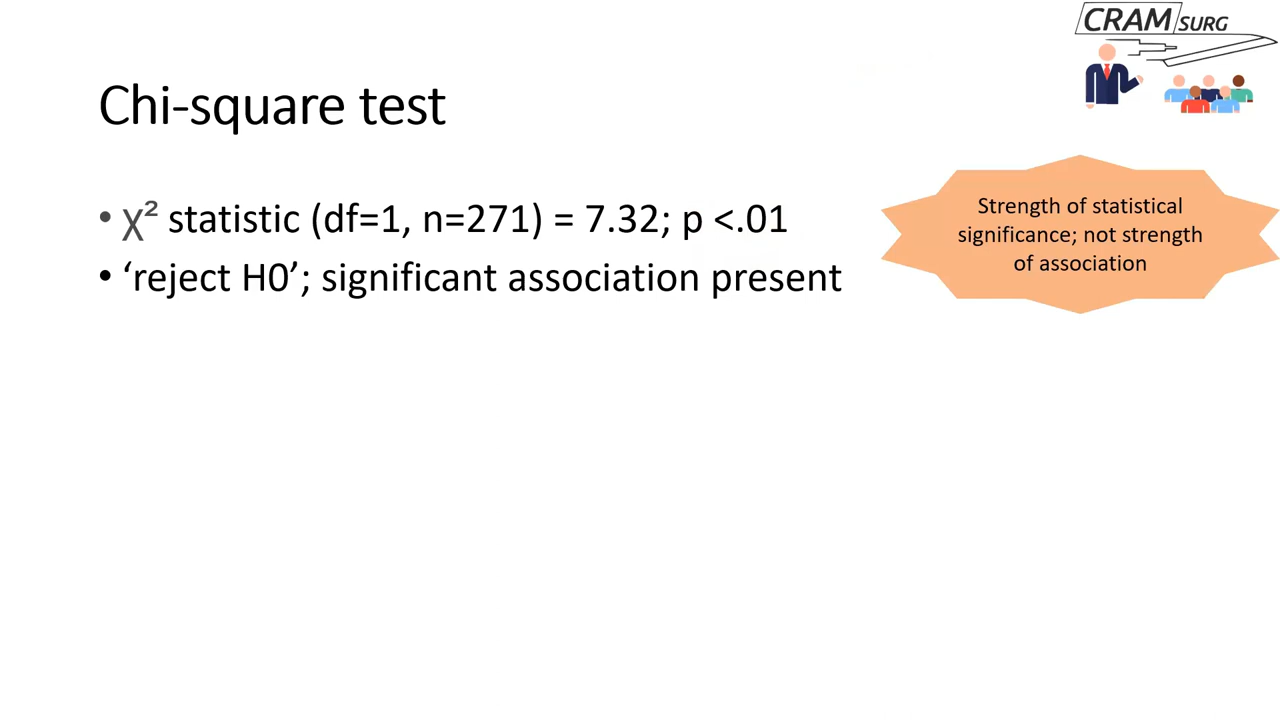 CRAM SURG
Chi-square test
• χ² statistic (df=1, n=271) = 7.32; p <.01
• ‘reject H0’; significant association present
Strength of statistical
significance; not strength
of association